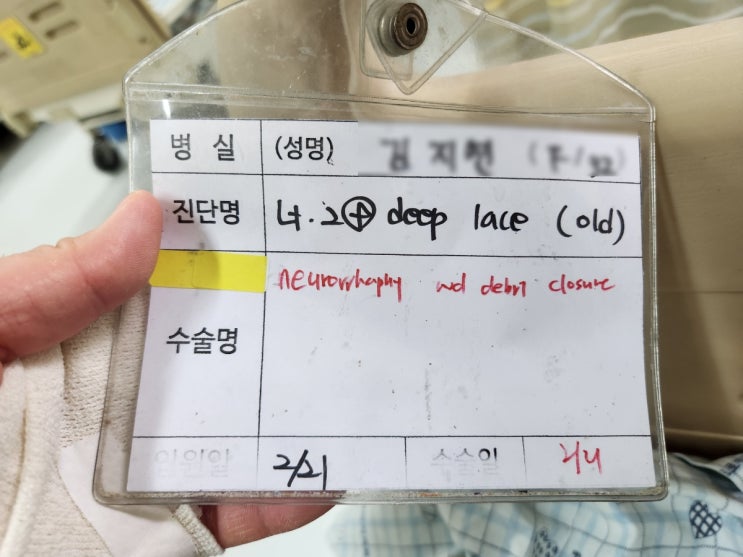 병 실 (성명)
진단명 Lt. 2⊕ deep lace (old)
neurorrhaphy wd debri closure
수술명
입원일 2/21 수술일